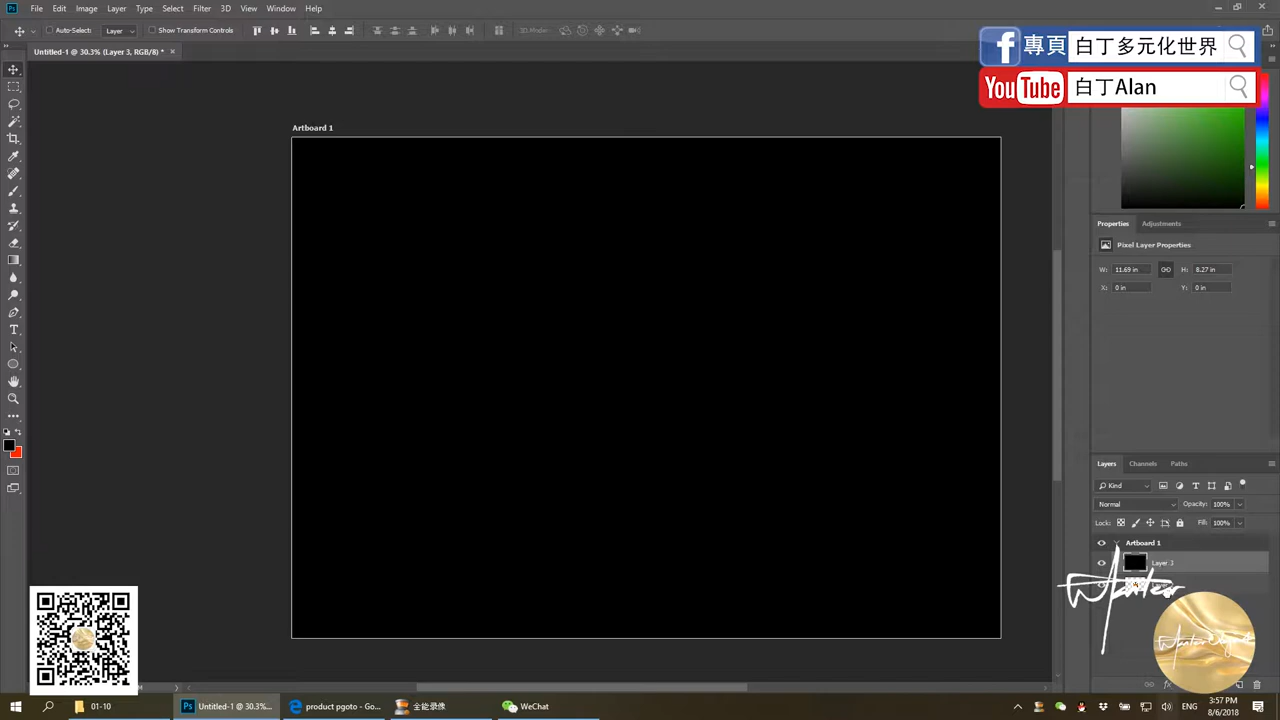 File Edit Image Layer Type Select Filter 3D View Window Help
Auto-Select: Layer Show Transform Controls 3D Mode:
Untitled-1 @ 30.3% (Layer 3, RGB/8) *
專頁 白丁多元化世界
YouTube 白丁Alan
Artboard 1
Properties Adjustments
Pixel Layer Properties
W: 11.69 in H: 8.27 in
X: 0 in Y: 0 in
Layers Channels Paths
Kind
Normal Opacity: 100%
Lock: Fill: 100%
Artboard 1
Layer 3
01-10 Untitled-1 @ 30.3%... product pgoto - Go... 全能录像 WeChat
3:57 PM
8/6/2018